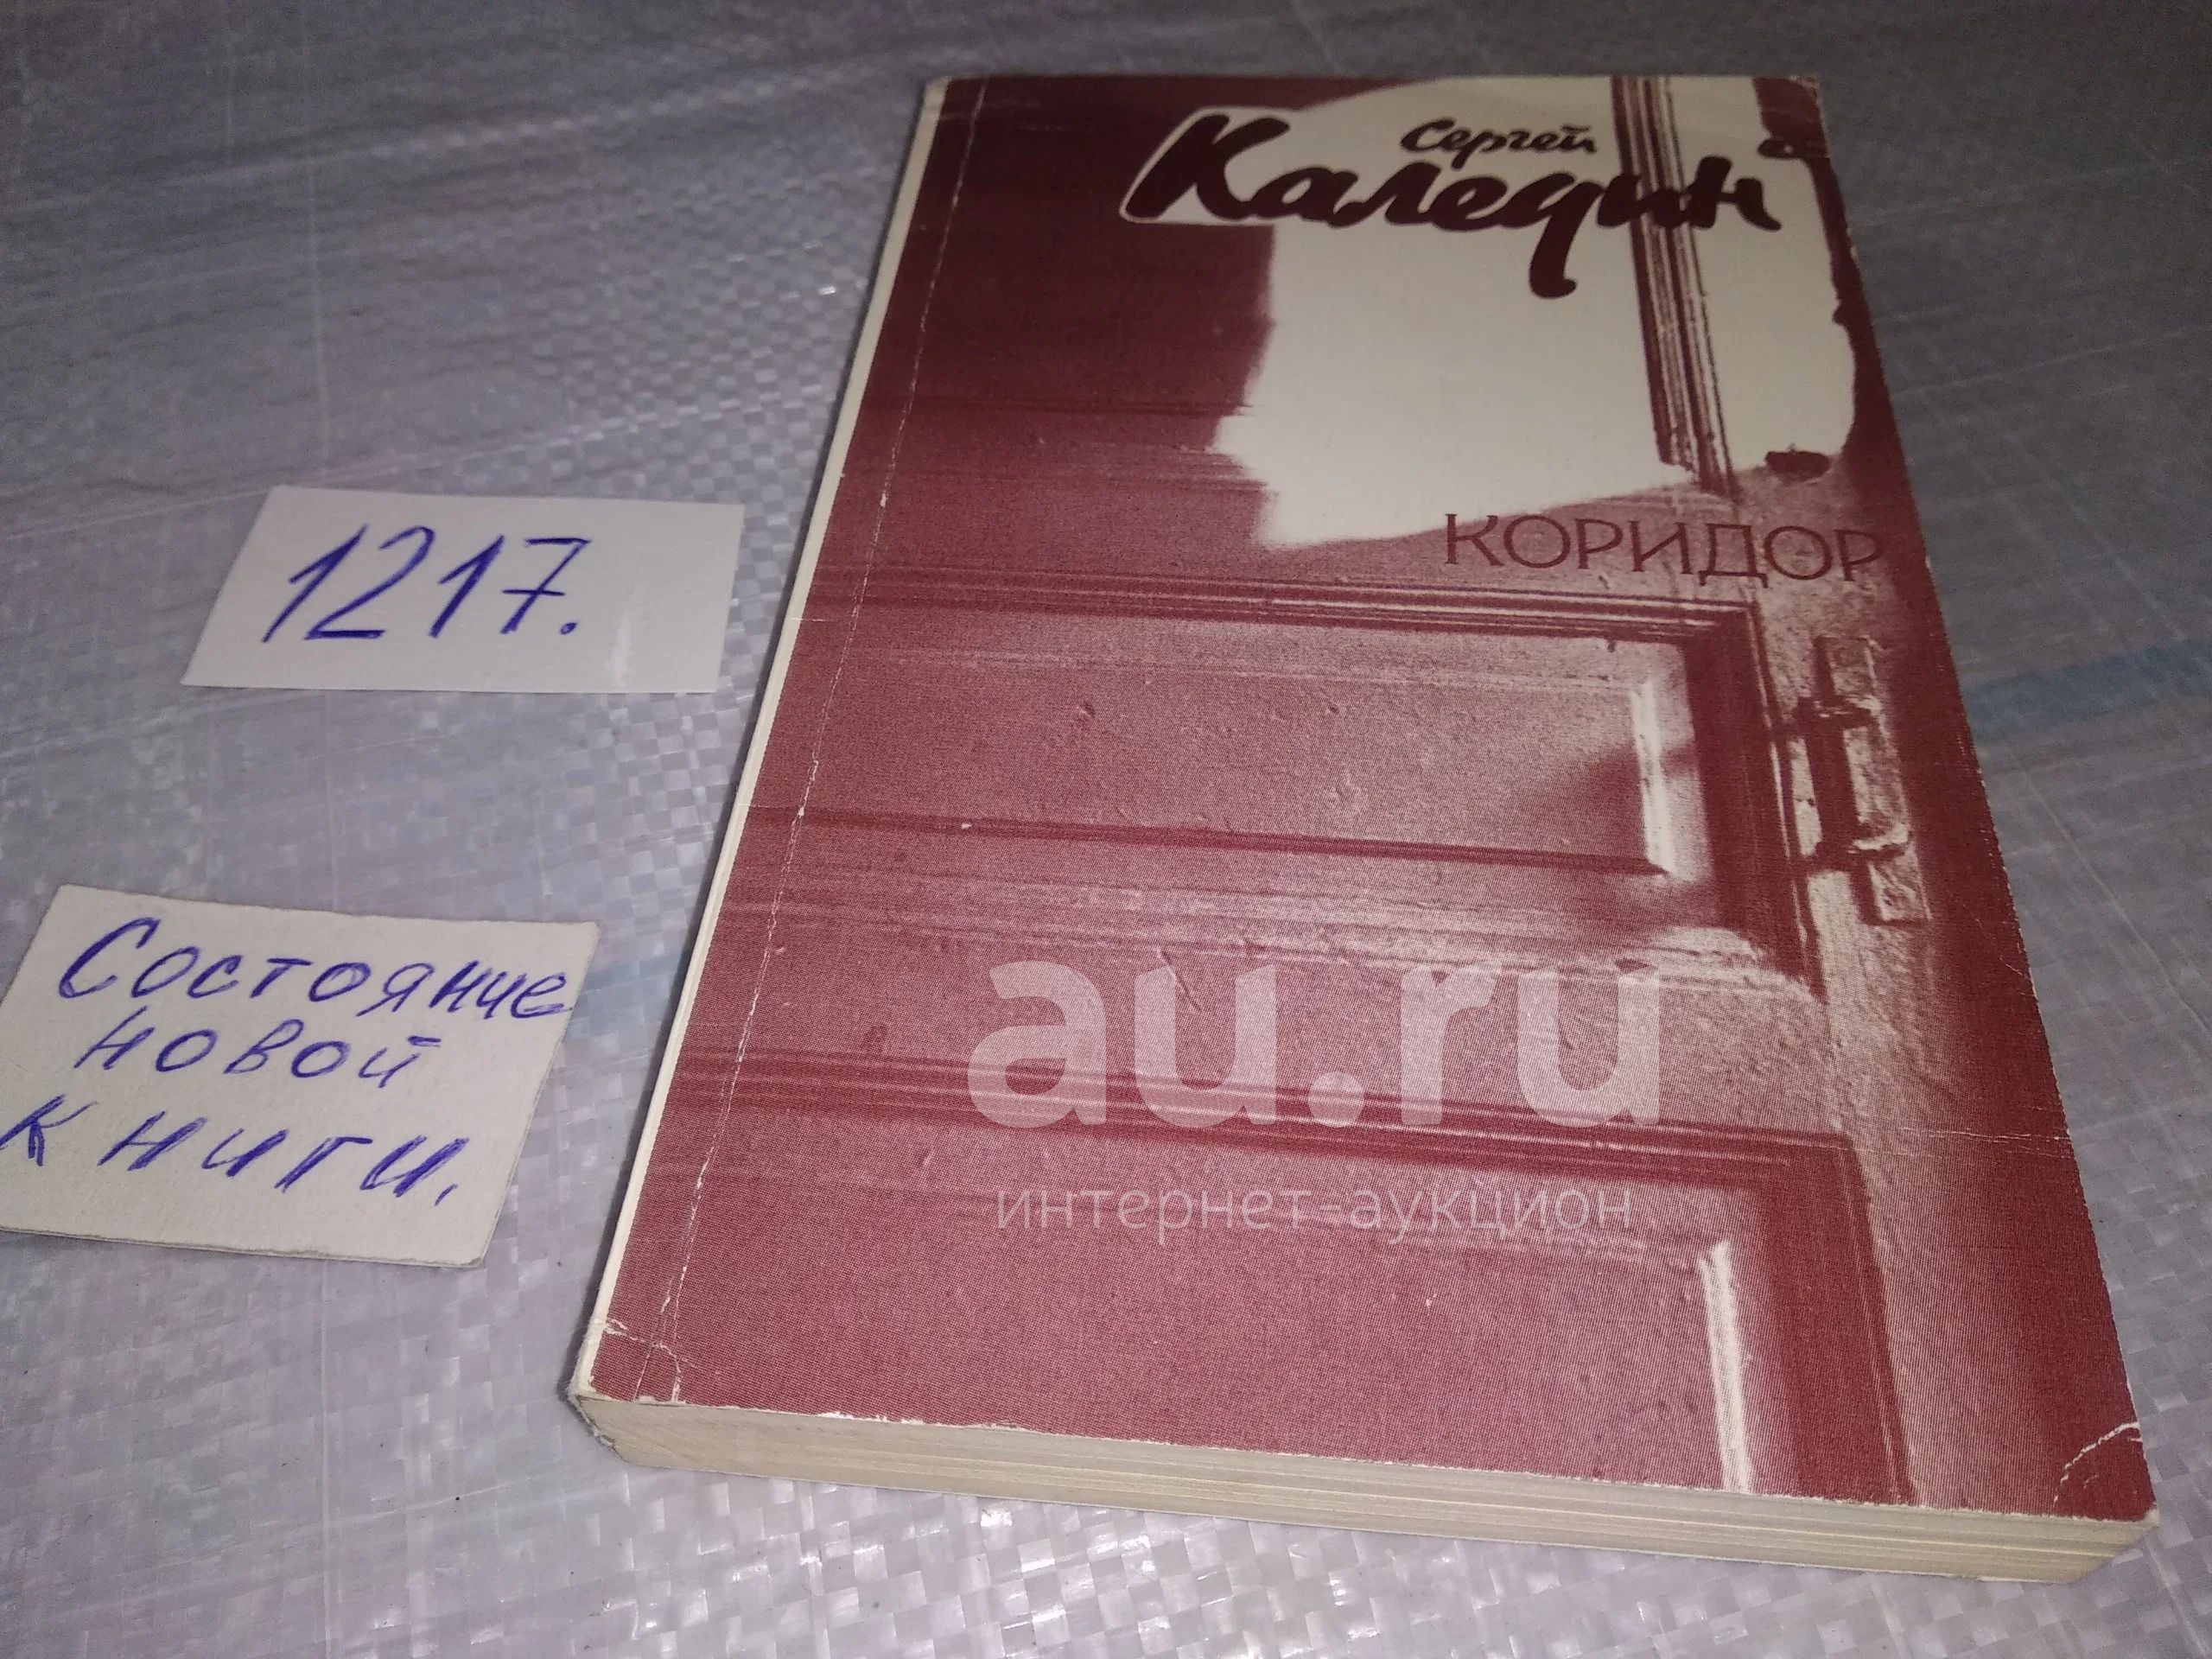 Сергей
Каледин
КОРИДОР
1217.
Состояние
новой
книги.
au.ru
интернет-аукцион